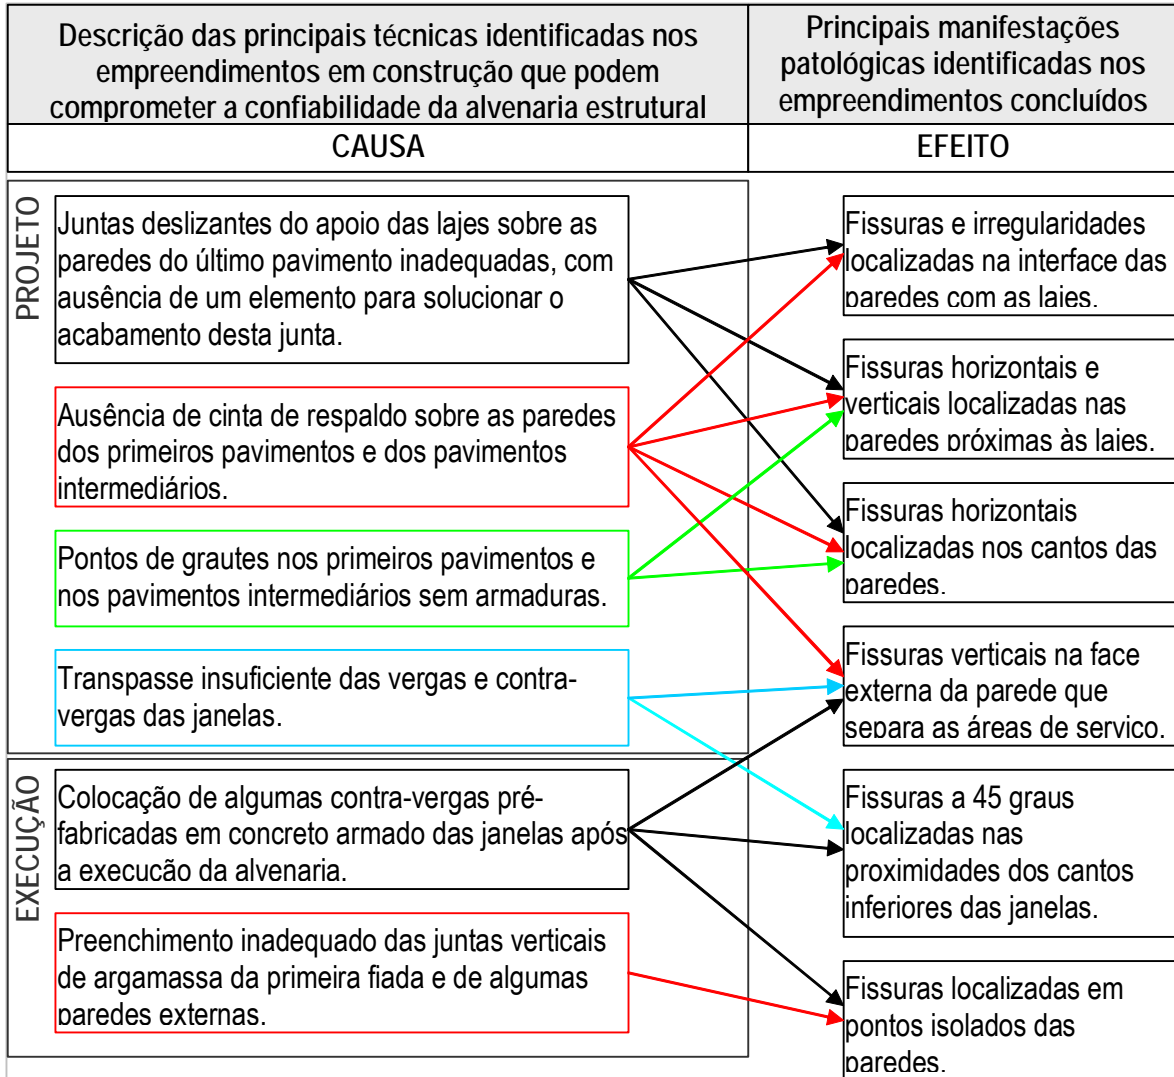 Descrição das principais técnicas identificadas nos
empreendimentos em construção que podem
comprometer a confiabilidade da alvenaria estrutural
Principais manifestações
patológicas identificadas nos
empreendimentos concluídos
CAUSA
EFEITO
PROJETO
Juntas deslizantes do apoio das lajes sobre as
paredes do último pavimento inadequadas, com
ausência de um elemento para solucionar o
acabamento desta junta.
Ausência de cinta de respaldo sobre as paredes
dos primeiros pavimentos e dos pavimentos
intermediários.
Pontos de grautes nos primeiros pavimentos e
nos pavimentos intermediários sem armaduras.
Transpasse insuficiente das vergas e contra-
vergas das janelas.
EXECUÇÃO
Colocação de algumas contra-vergas pré-
fabricadas em concreto armado das janelas após
a execução da alvenaria.
Preenchimento inadequado das juntas verticais
de argamassa da primeira fiada e de algumas
paredes externas.
Fissuras e irregularidades
localizadas na interface das
paredes com as lajes.
Fissuras horizontais e
verticais localizadas nas
paredes próximas às lajes.
Fissuras horizontais
localizadas nos cantos das
paredes.
Fissuras verticais na face
externa da parede que
separa as áreas de serviço.
Fissuras a 45 graus
localizadas nas
proximidades dos cantos
inferiores das janelas.
Fissuras localizadas em
pontos isolados das
paredes.